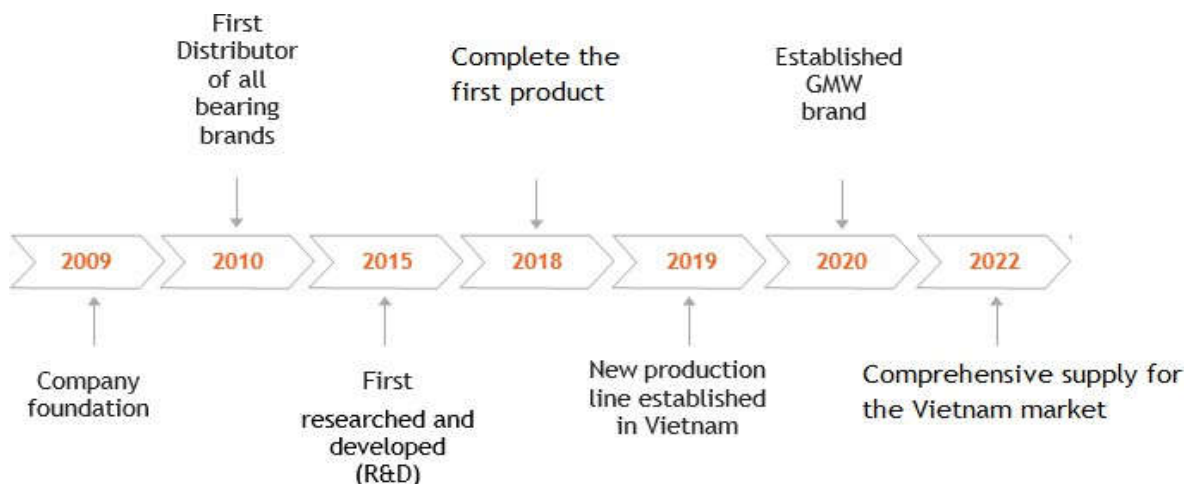 First
Distributor
of all
bearing
brands
Complete the
first product
Established
GMW
brand
2009
2010
2015
2018
2019
2020
2022
Company
foundation
First
researched and
developed
(R&D)
New production
line established
in Vietnam
Comprehensive supply for
the Vietnam market